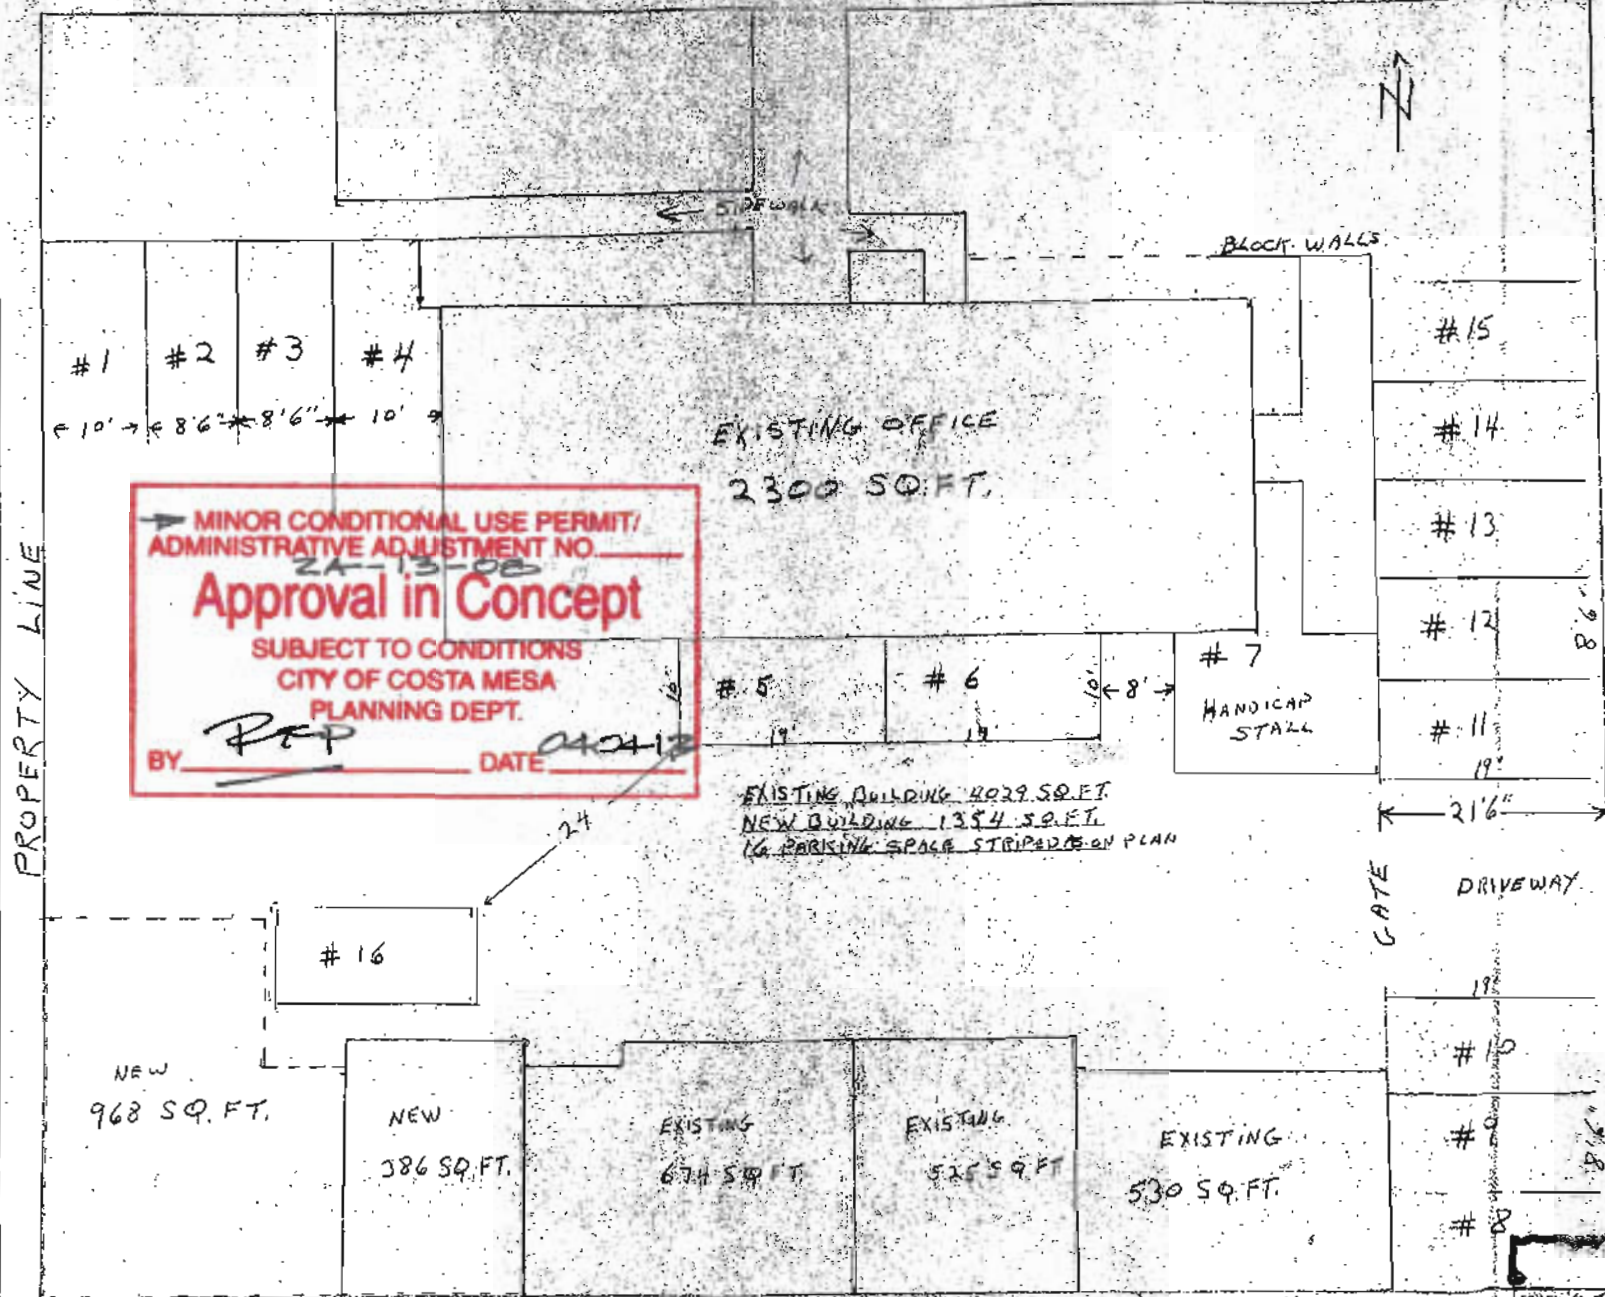 N
SIDEWALK
BLOCK WALLS
#1
#2
#3
#4
10'
8'6"
8'6"
10'
EXISTING OFFICE
2300 SQ.FT.
#15
#14
#13
#12
#11
8'6"
19'
21'6"
PROPERTY LINE
MINOR CONDITIONAL USE PERMIT/
ADMINISTRATIVE ADJUSTMENT NO.
ZA-13-08
Approval in Concept
SUBJECT TO CONDITIONS
CITY OF COSTA MESA
PLANNING DEPT.
BY
DATE
10'
#5
19'
#6
19'
10'
8'
#7
HANDICAP
STALL
EXISTING BUILDING 4029 SQ.FT.
NEW BUILDING 1354 SQ.FT.
16 PARKING SPACE STRIPED AS ON PLAN
24
GATE
DRIVEWAY
#16
19'
#10
#9
#8
8'6"
NEW
968 SQ.FT.
NEW
386 SQ.FT.
EXISTING
674 SQ FT.
EXISTING
525 SQ FT
EXISTING
530 SQ.FT.